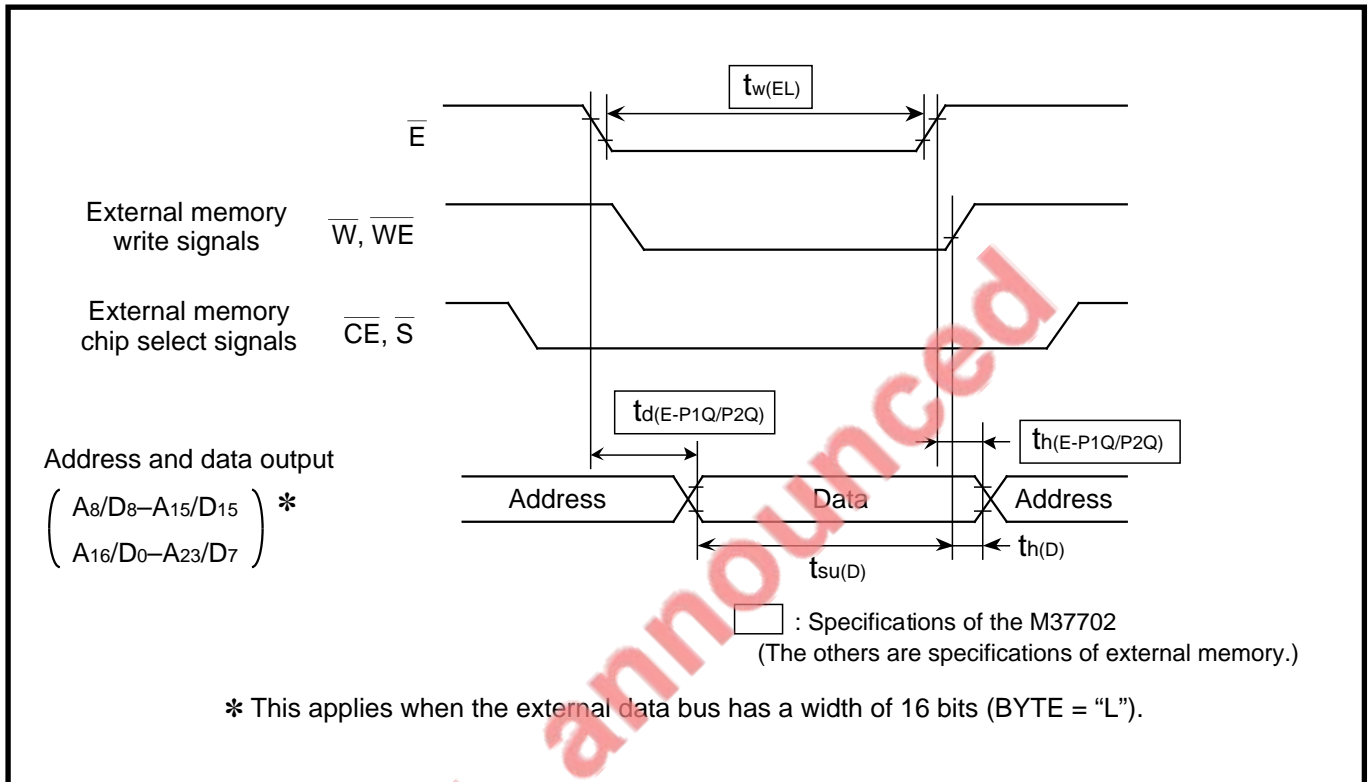 tw(EL)
E̅
External memory
write signals
W̅, W̅E̅
External memory
chip select signals
C̅E̅, S̅
td(E-P1Q/P2Q)
th(E-P1Q/P2Q)
Address and data output
A8/D8–A15/D15
A16/D0–A23/D7
✻
Address
Data
Address
th(D)
tsu(D)
: Specifications of the M37702
(The others are specifications of external memory.)
✻ This applies when the external data bus has a width of 16 bits (BYTE = “L”).
announced